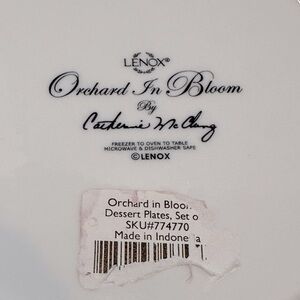 LENOX®
Orchard In Bloom
By
Catherine McClung
FREEZER TO OVEN TO TABLE
MICROWAVE & DISHWASHER SAFE
©LENOX
Orchard in Bloom
Dessert Plates, Set o
SKU#774770
Made in Indone a